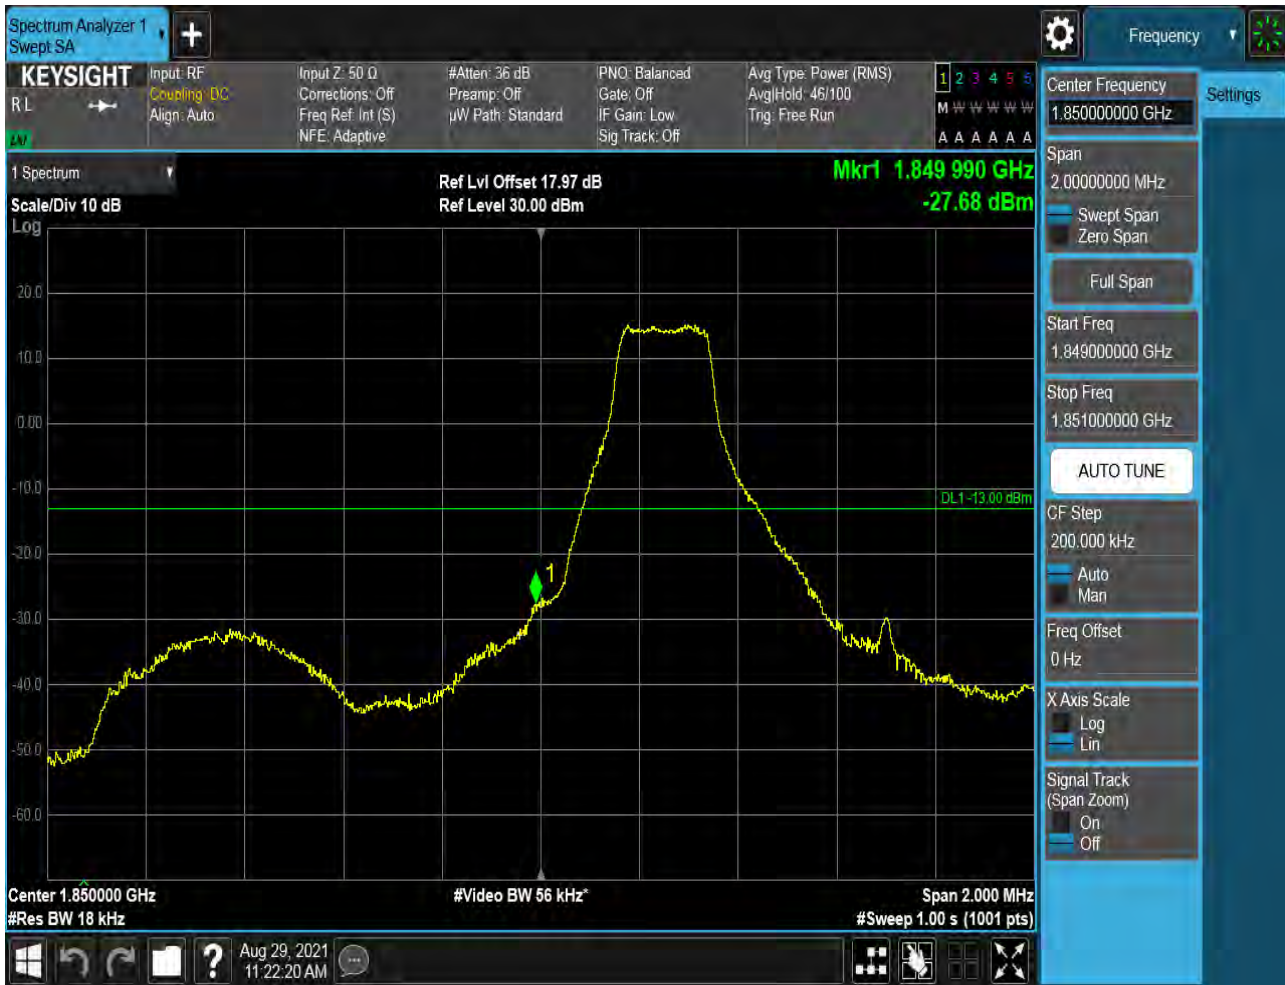 Spectrum Analyzer 1
Swept SA
Frequency
KEYSIGHT
R L
Input: RF
Coupling: DC
Align: Auto
Input Z: 50 Ω
Corrections: Off
Freq Ref: Int (S)
NFE: Adaptive
#Atten: 36 dB
Preamp: Off
µW Path: Standard
PNO: Balanced
Gate: Off
IF Gain: Low
Sig Track: Off
Avg Type: Power (RMS)
Avg|Hold: 46/100
Trig: Free Run
1 2 3 4 5 6
M W W W W W
A A A A A A
1 Spectrum
Scale/Div 10 dB
Log
Ref Lvl Offset 17.97 dB
Ref Level 30.00 dBm
Mkr1 1.849 990 GHz
-27.68 dBm
20.0
10.0
0.00
-10.0
-20.0
-30.0
-40.0
-50.0
-60.0
DL1 -13.00 dBm
1
Center 1.850000 GHz
#Res BW 18 kHz
#Video BW 56 kHz*
Span 2.000 MHz
#Sweep 1.00 s (1001 pts)
Aug 29, 2021
11:22:20 AM
?
Center Frequency
1.850000000 GHz
Settings
Span
2.00000000 MHz
Swept Span
Zero Span
Full Span
Start Freq
1.849000000 GHz
Stop Freq
1.851000000 GHz
AUTO TUNE
CF Step
200.000 kHz
Auto
Man
Freq Offset
0 Hz
X Axis Scale
Log
Lin
Signal Track
(Span Zoom)
On
Off